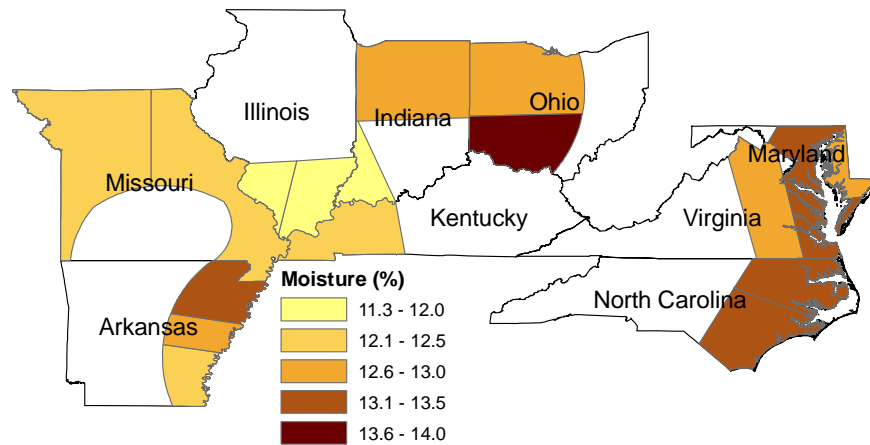 Illinois
Indiana
Ohio
Missouri
Maryland
Kentucky
Virginia
Arkansas
North Carolina
Moisture (%)
11.3 - 12.0
12.1 - 12.5
12.6 - 13.0
13.1 - 13.5
13.6 - 14.0